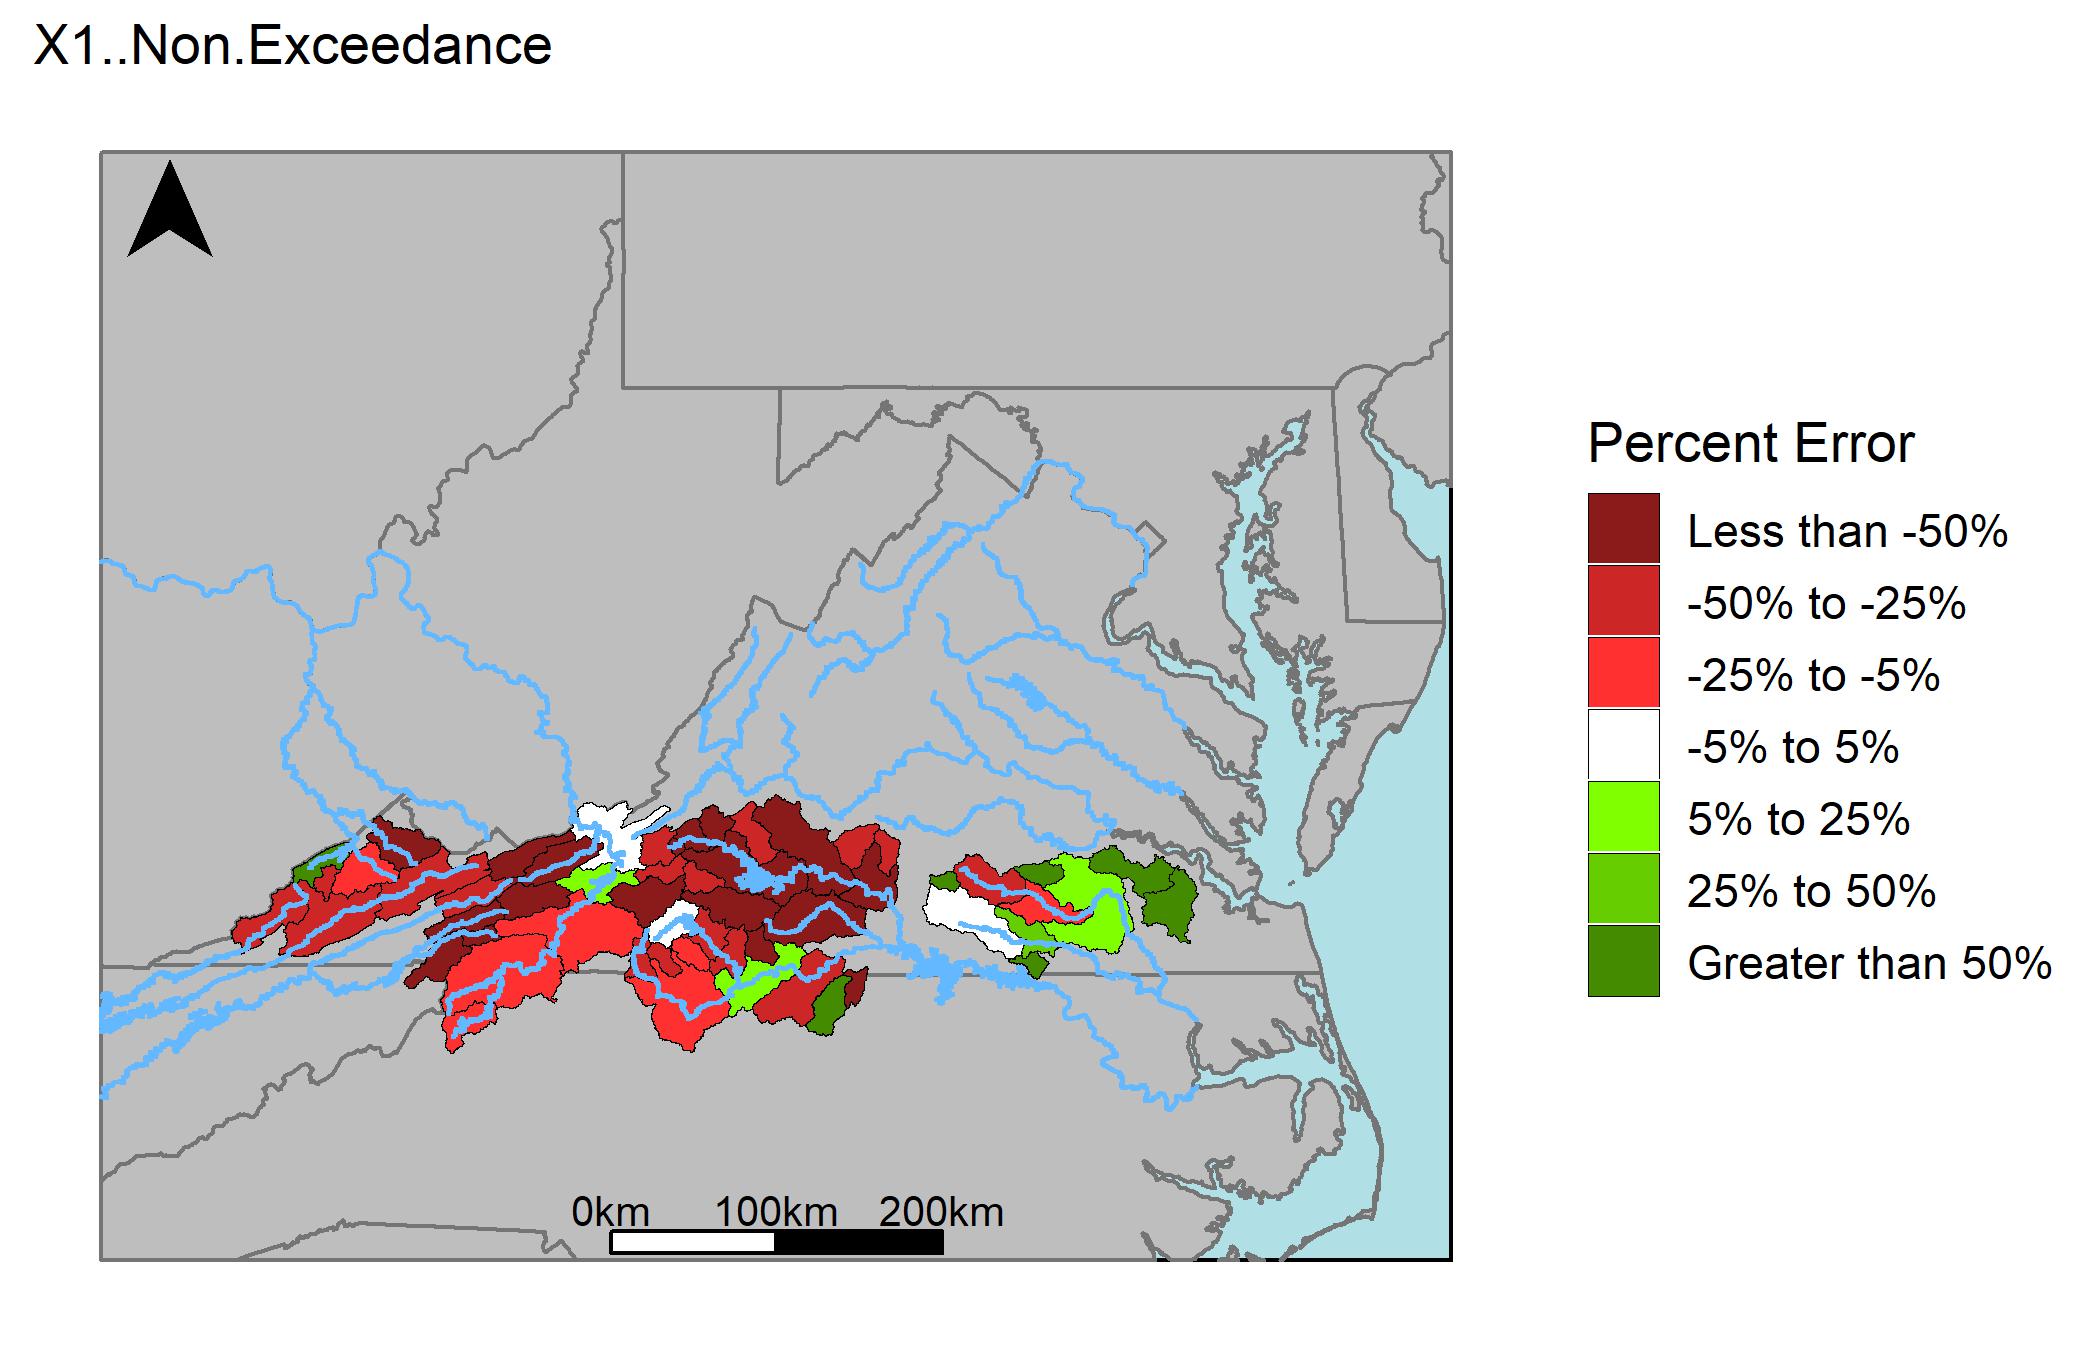 X1..Non.Exceedance
Percent Error
Less than -50%
-50% to -25%
-25% to -5%
-5% to 5%
5% to 25%
25% to 50%
Greater than 50%
0km 100km 200km